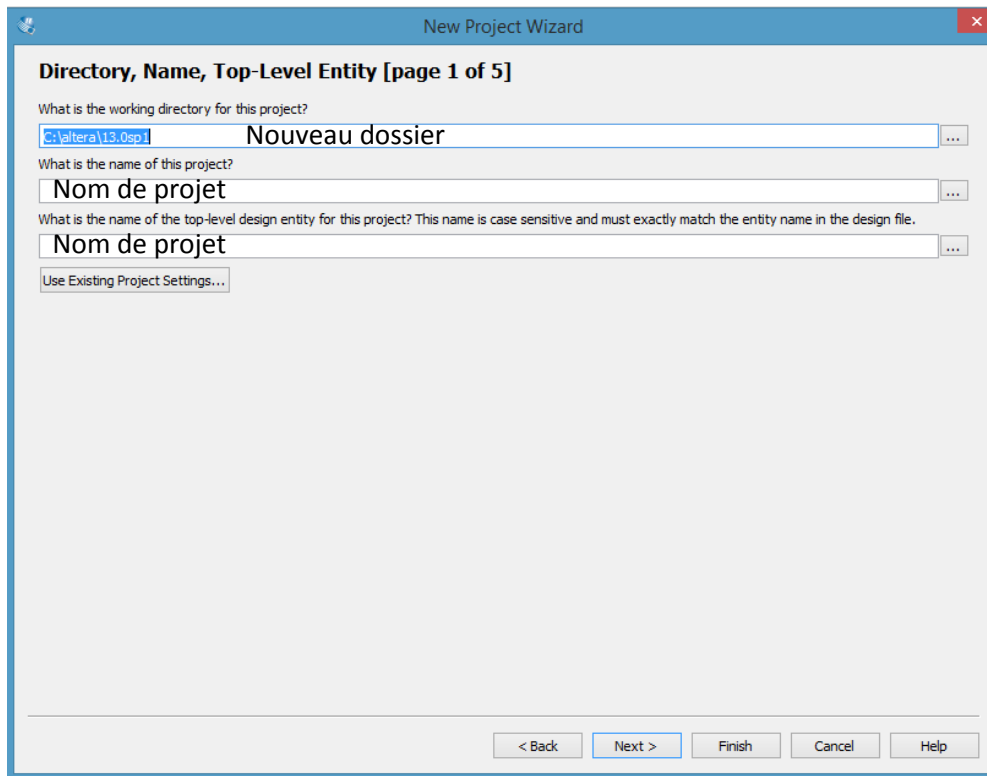 New Project Wizard
Directory, Name, Top-Level Entity [page 1 of 5]
What is the working directory for this project?
C:\altera\13.0sp1 Nouveau dossier ...
What is the name of this project?
Nom de projet ...
What is the name of the top-level design entity for this project? This name is case sensitive and must exactly match the entity name in the design file.
Nom de projet ...
Use Existing Project Settings...
< Back Next > Finish Cancel Help